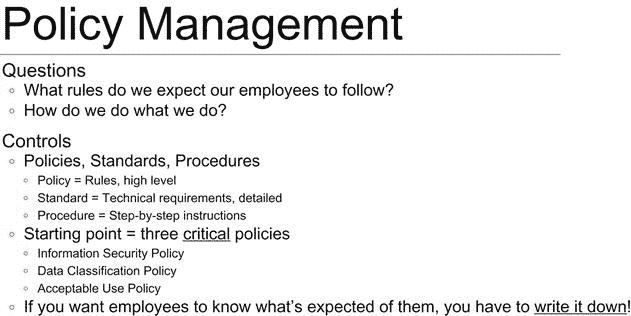 Policy Management
Questions
What rules do we expect our employees to follow?
How do we do what we do?
Controls
Policies, Standards, Procedures
Policy = Rules, high level
Standard = Technical requirements, detailed
Procedure = Step-by-step instructions
Starting point = three critical policies
Information Security Policy
Data Classification Policy
Acceptable Use Policy
If you want employees to know what's expected of them, you have to write it down!